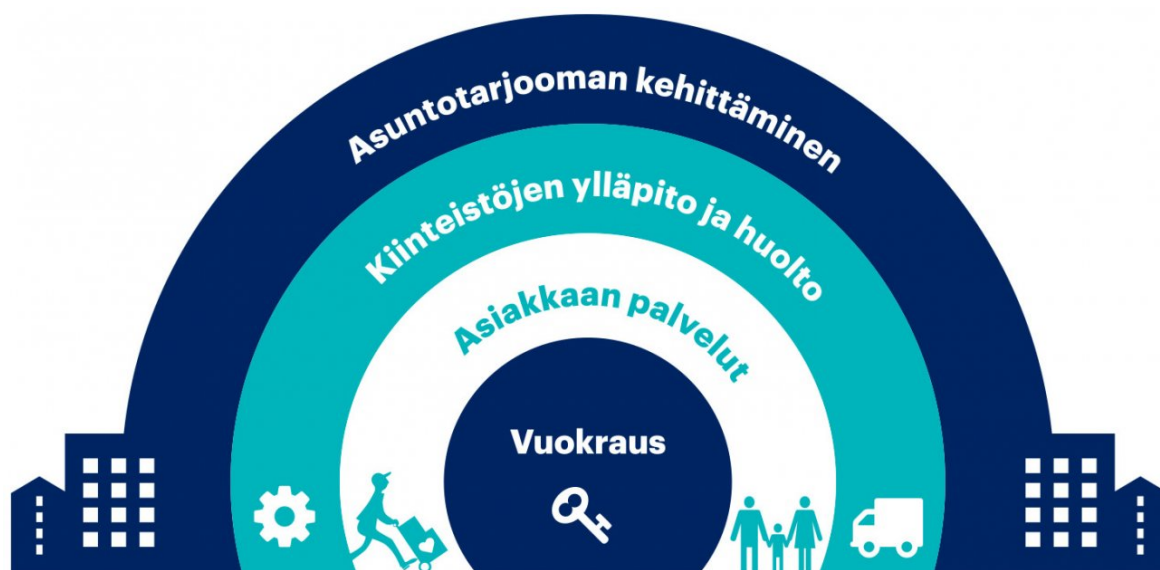 Asuntotarjooman kehittäminen
Kiinteistöjen ylläpito ja huolto
Asiakkaan palvelut
Vuokraus